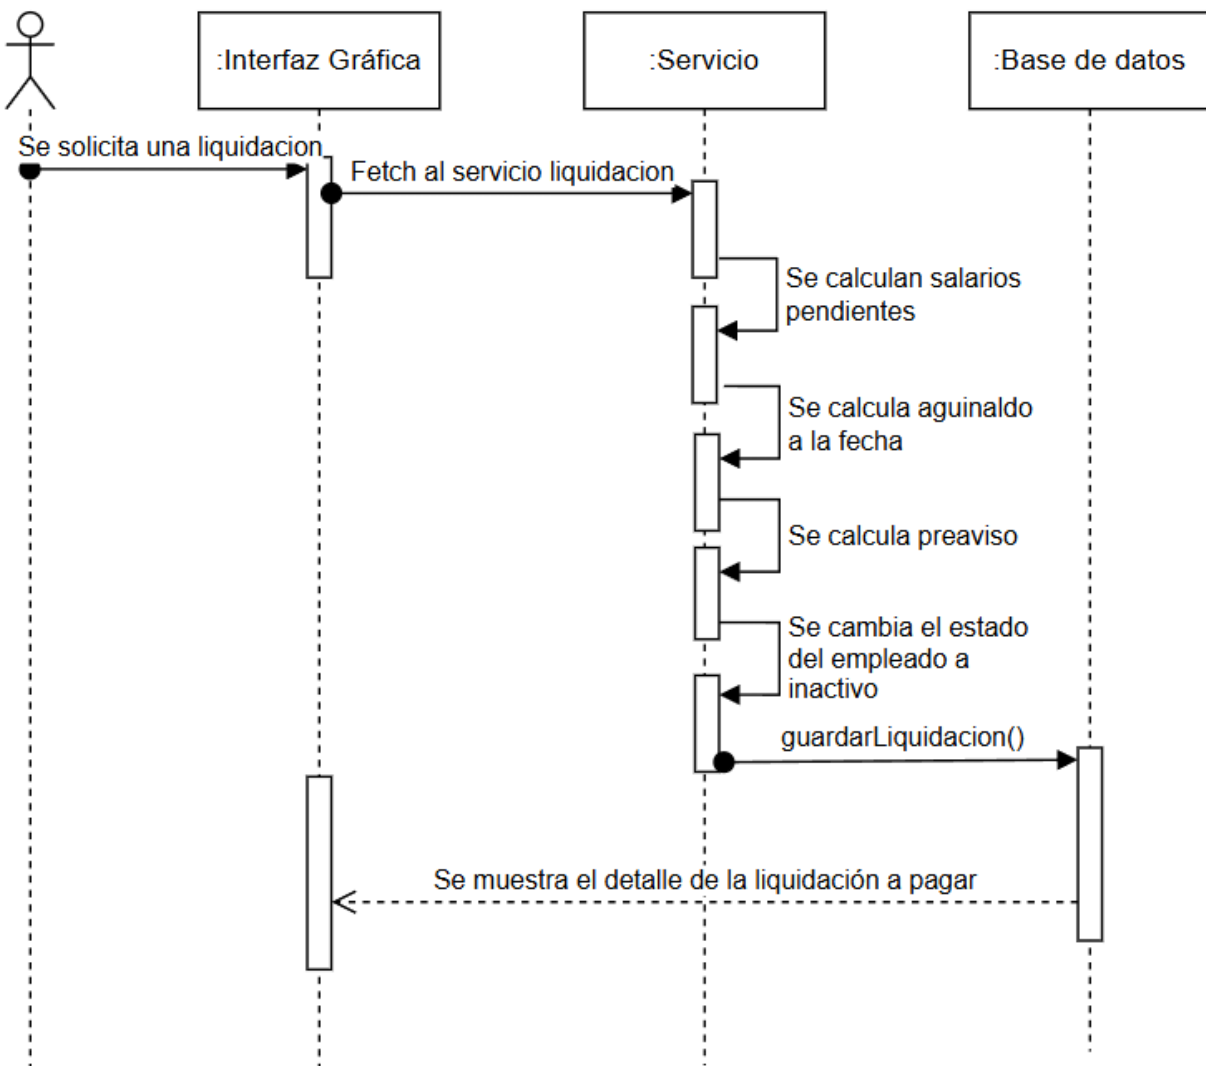 :Interfaz Gráfica
:Servicio
:Base de datos
Se solicita una liquidacion
Fetch al servicio liquidacion
Se calculan salarios
pendientes
Se calcula aguinaldo
a la fecha
Se calcula preaviso
Se cambia el estado
del empleado a
inactivo
guardarLiquidacion()
Se muestra el detalle de la liquidación a pagar